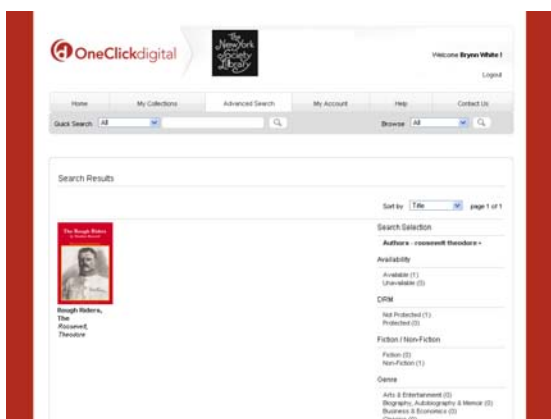 OneClickdigital
The
New York
Society
Library
Welcome Brynn White !
Logout
Home My Collections Advanced Search My Account Help Contact Us
Quick Search All Browse All
Search Results
Sort by Title page 1 of 1
The Rough Riders
Rough Riders,
The
Roosevelt,
Theodore
Search Selection
Authors - roosevelt theodore
Availability
Available (1)
Unavailable (0)
DRM
Not Protected (1)
Protected (0)
Fiction / Non-Fiction
Fiction (0)
Non-Fiction (1)
Genre
Arts & Entertainment (0)
Biography, Autobiography & Memoir (0)
Business & Economics (0)